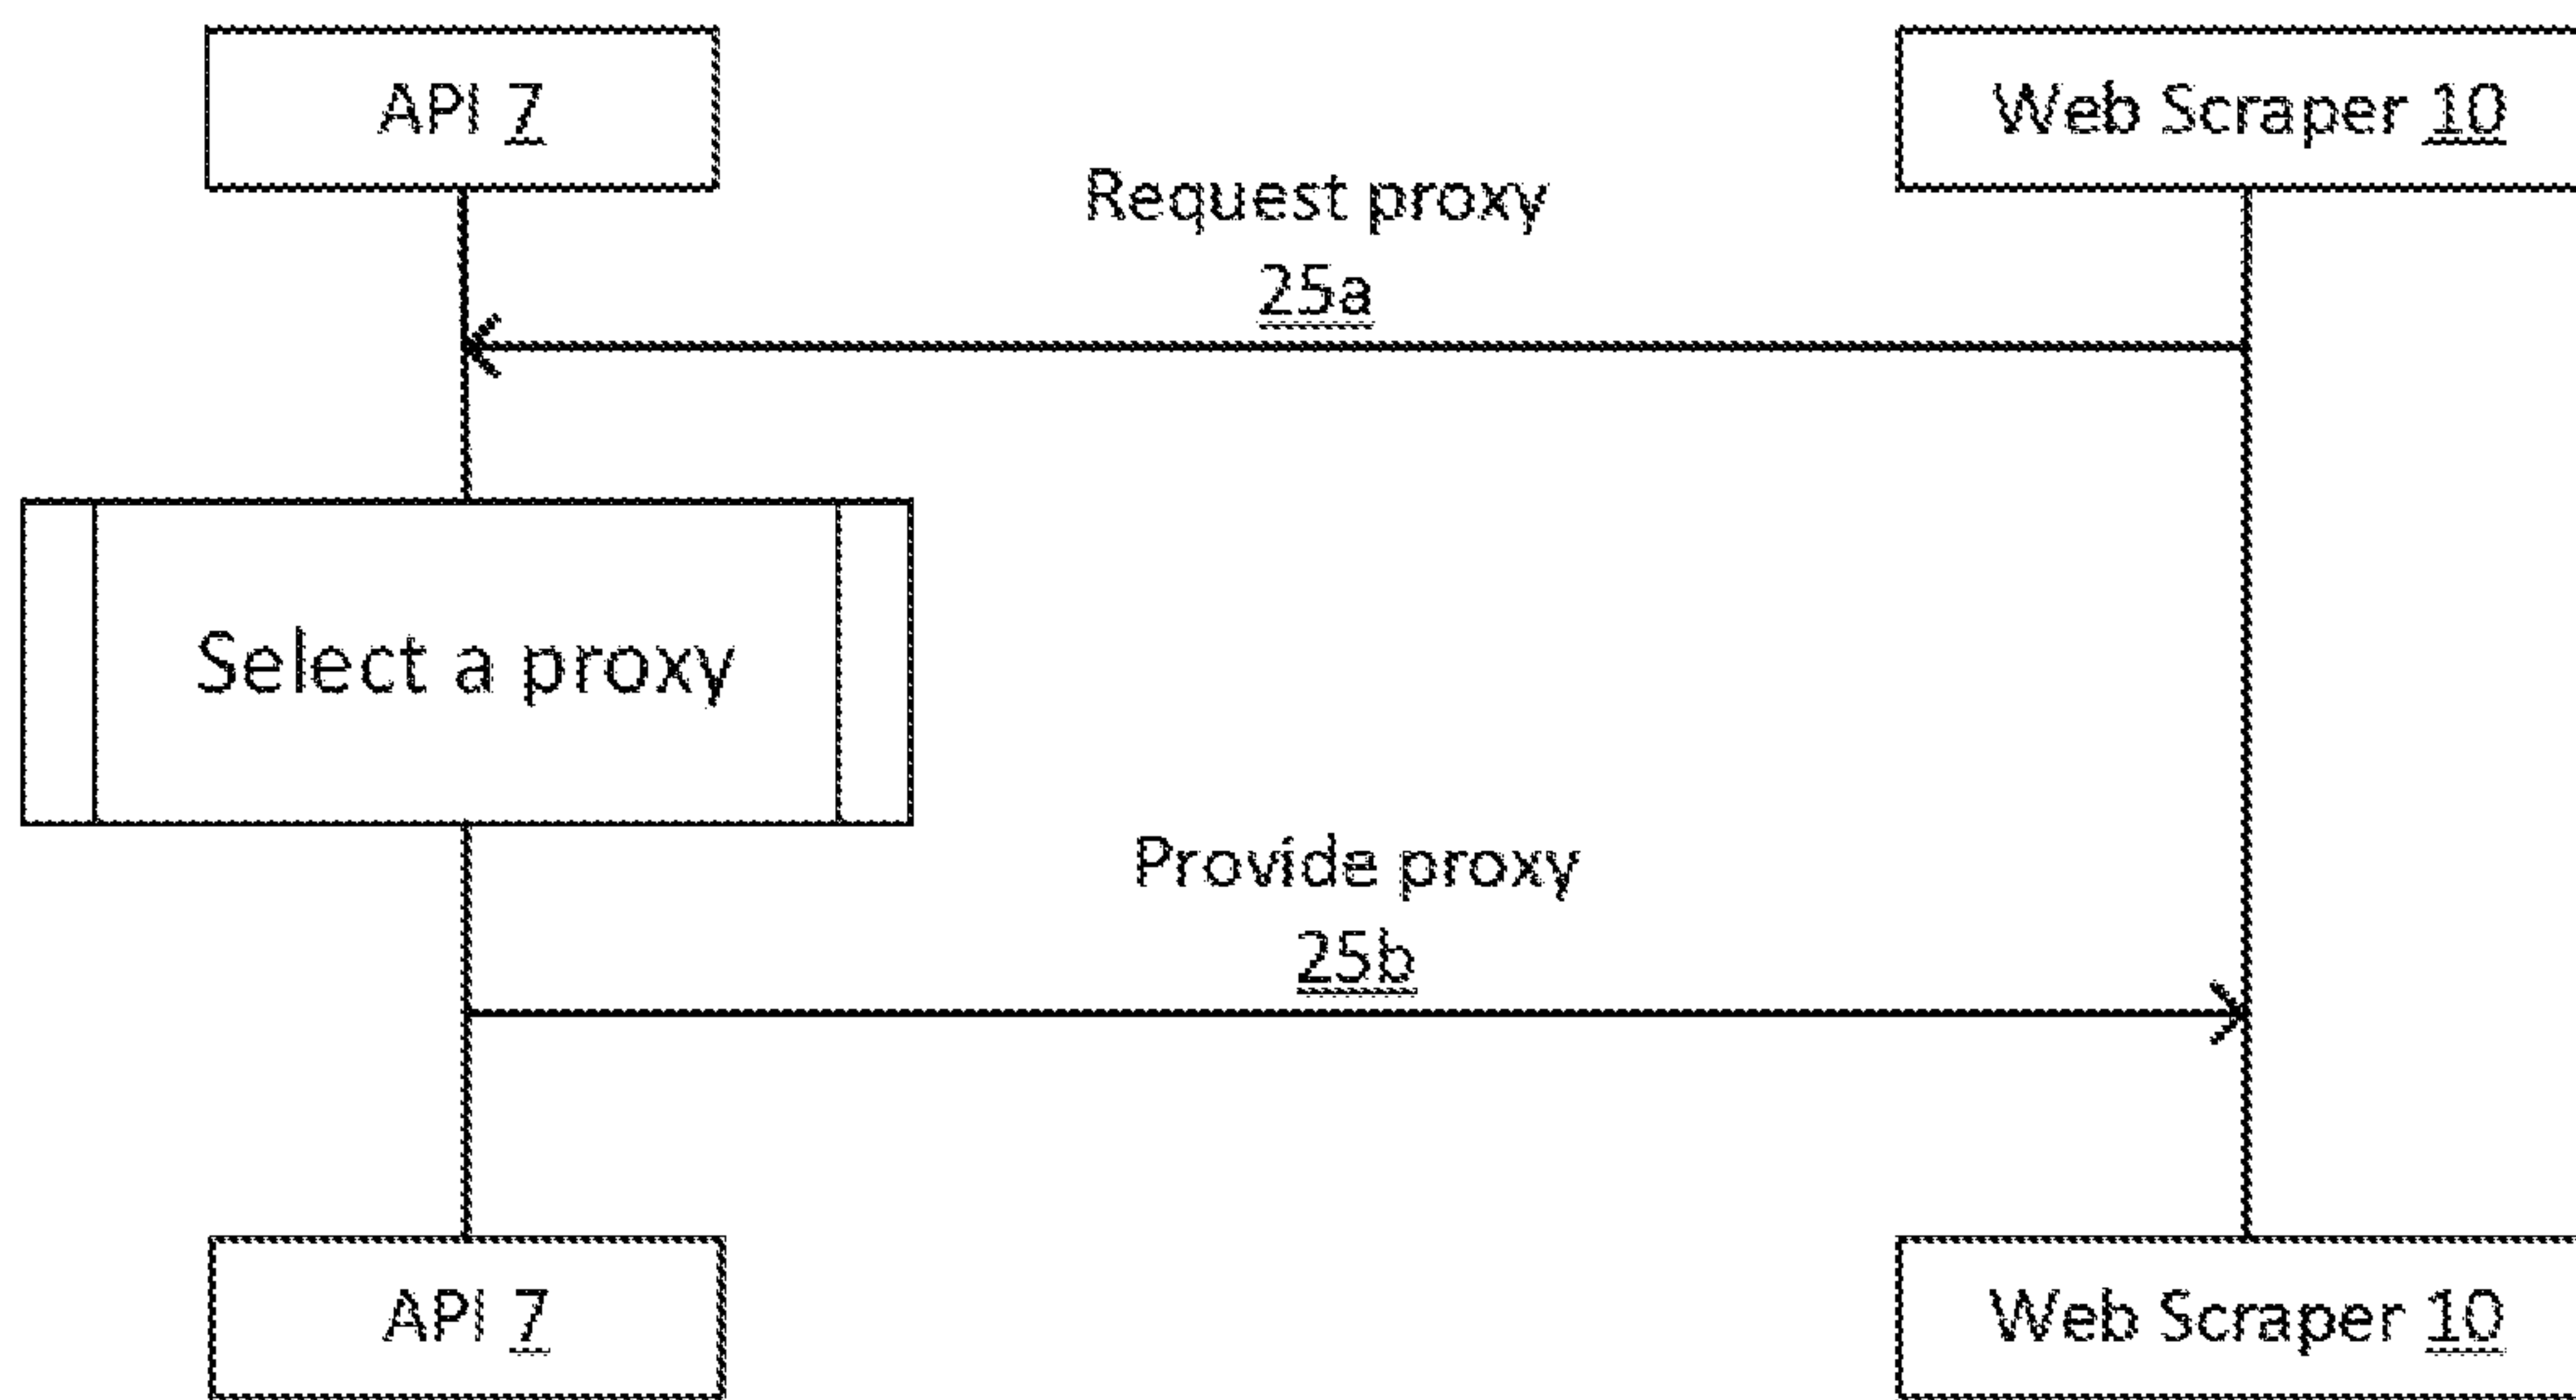 API 7
Web Scraper 10
Request proxy
25a
Select a proxy
Provide proxy
25b
API 7
Web Scraper 10